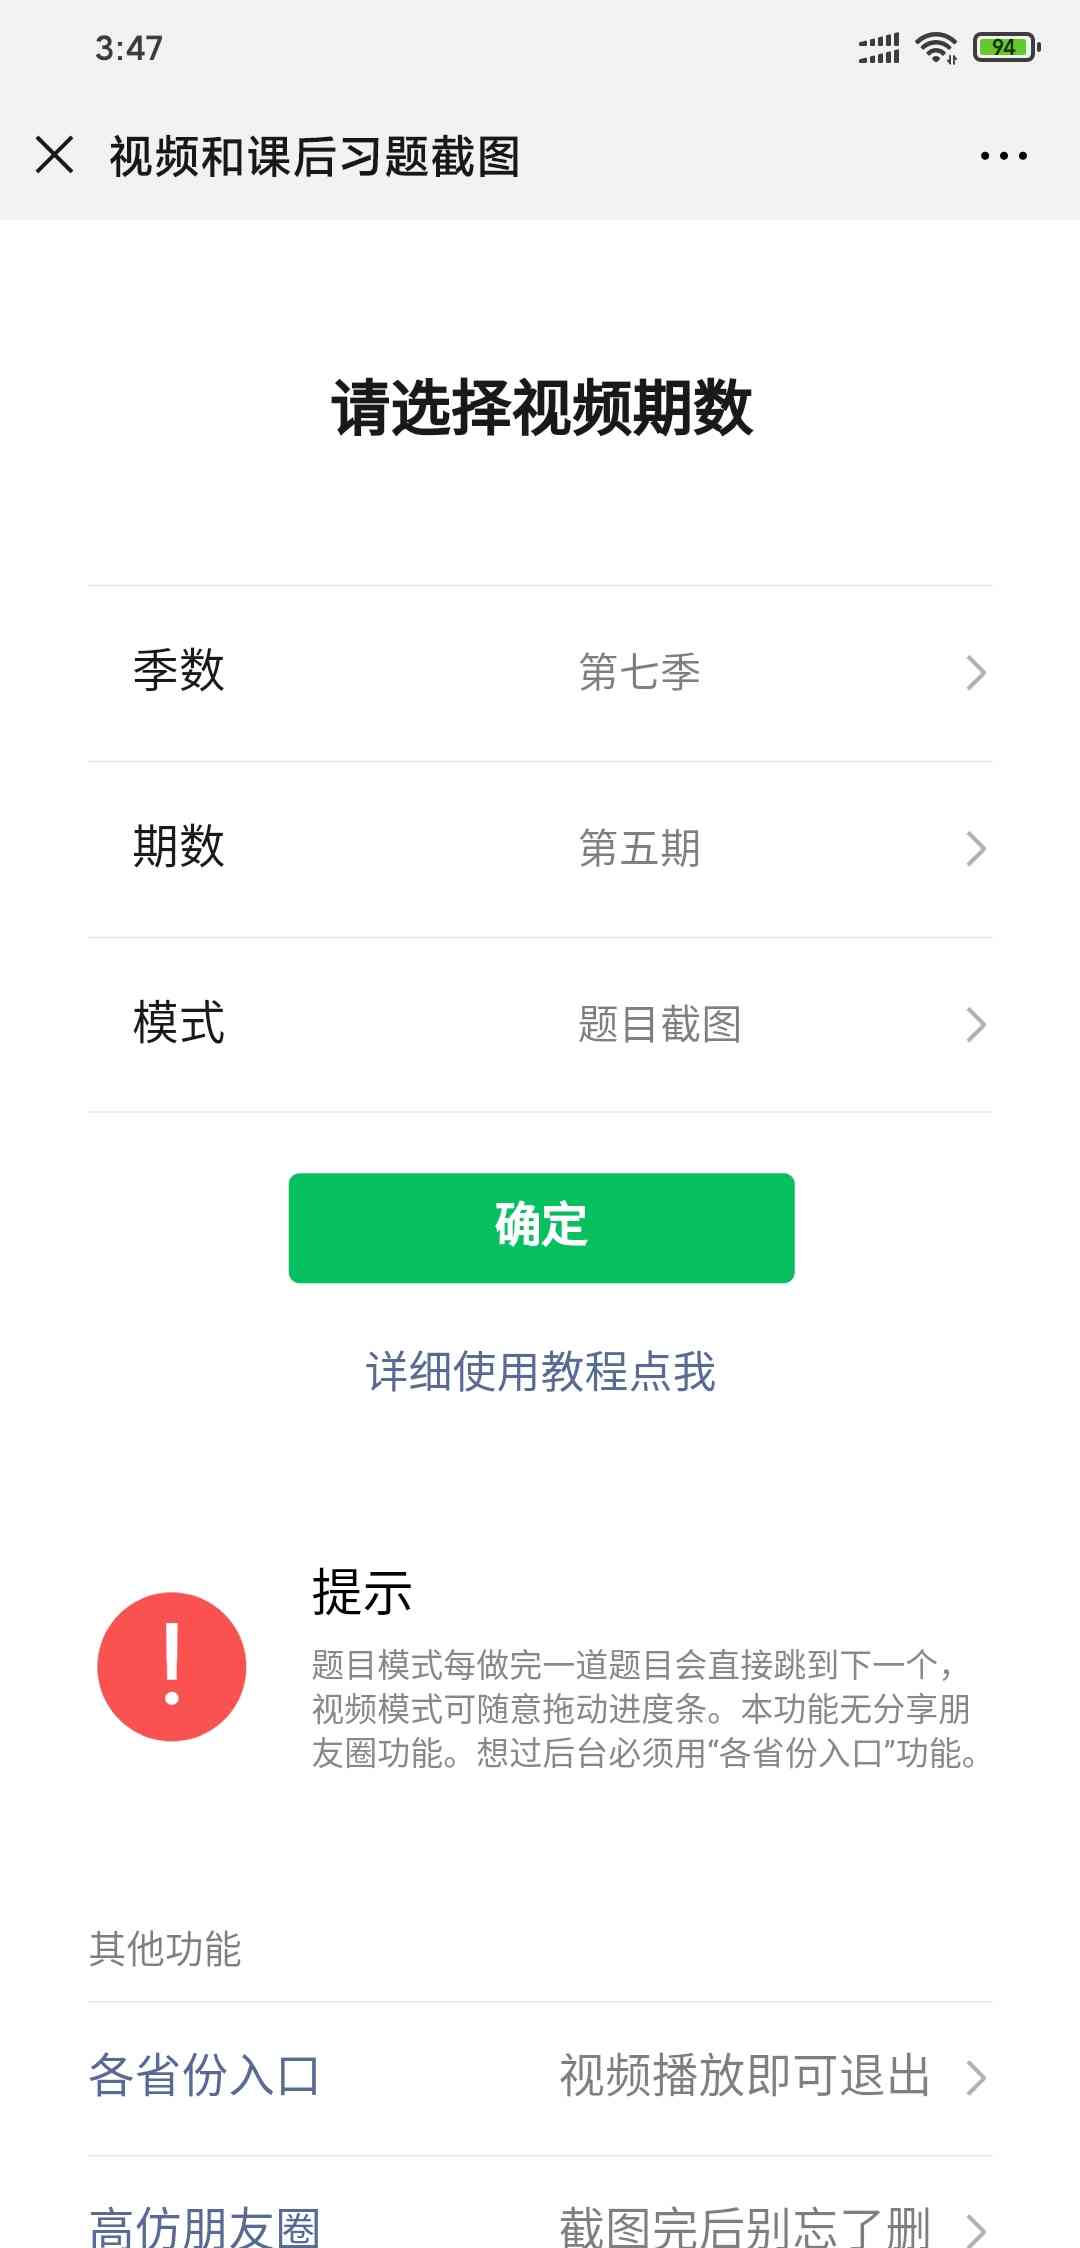 3:47
94
视频和课后习题截图
请选择视频期数
季数 第七季
期数 第五期
模式 题目截图
确定
详细使用教程点我
提示
题目模式每做完一道题目会直接跳到下一个，
视频模式可随意拖动进度条。本功能无分享朋
友圈功能。想过后台必须用“各省份入口”功能。
其他功能
各省份入口 视频播放即可退出
高仿朋友圈 截图完后别忘了删